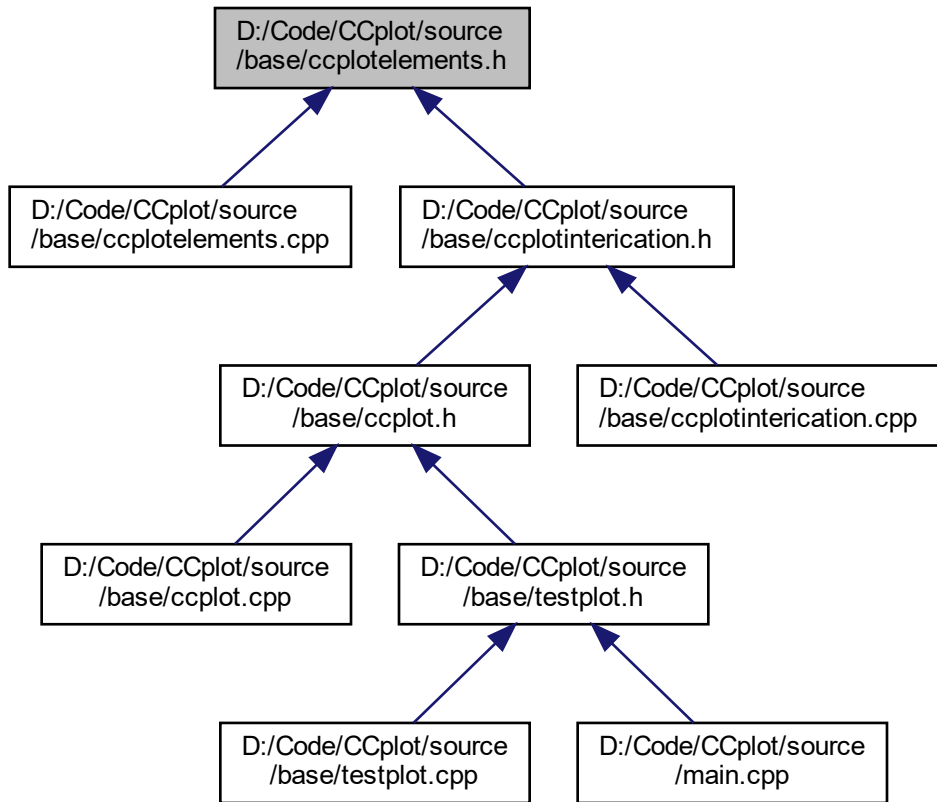 D:/Code/CCplot/source
/base/ccplotelements.h
D:/Code/CCplot/source
/base/ccplotelements.cpp
D:/Code/CCplot/source
/base/ccplotinterication.h
D:/Code/CCplot/source
/base/ccplot.h
D:/Code/CCplot/source
/base/ccplotinterication.cpp
D:/Code/CCplot/source
/base/ccplot.cpp
D:/Code/CCplot/source
/base/testplot.h
D:/Code/CCplot/source
/base/testplot.cpp
D:/Code/CCplot/source
/main.cpp